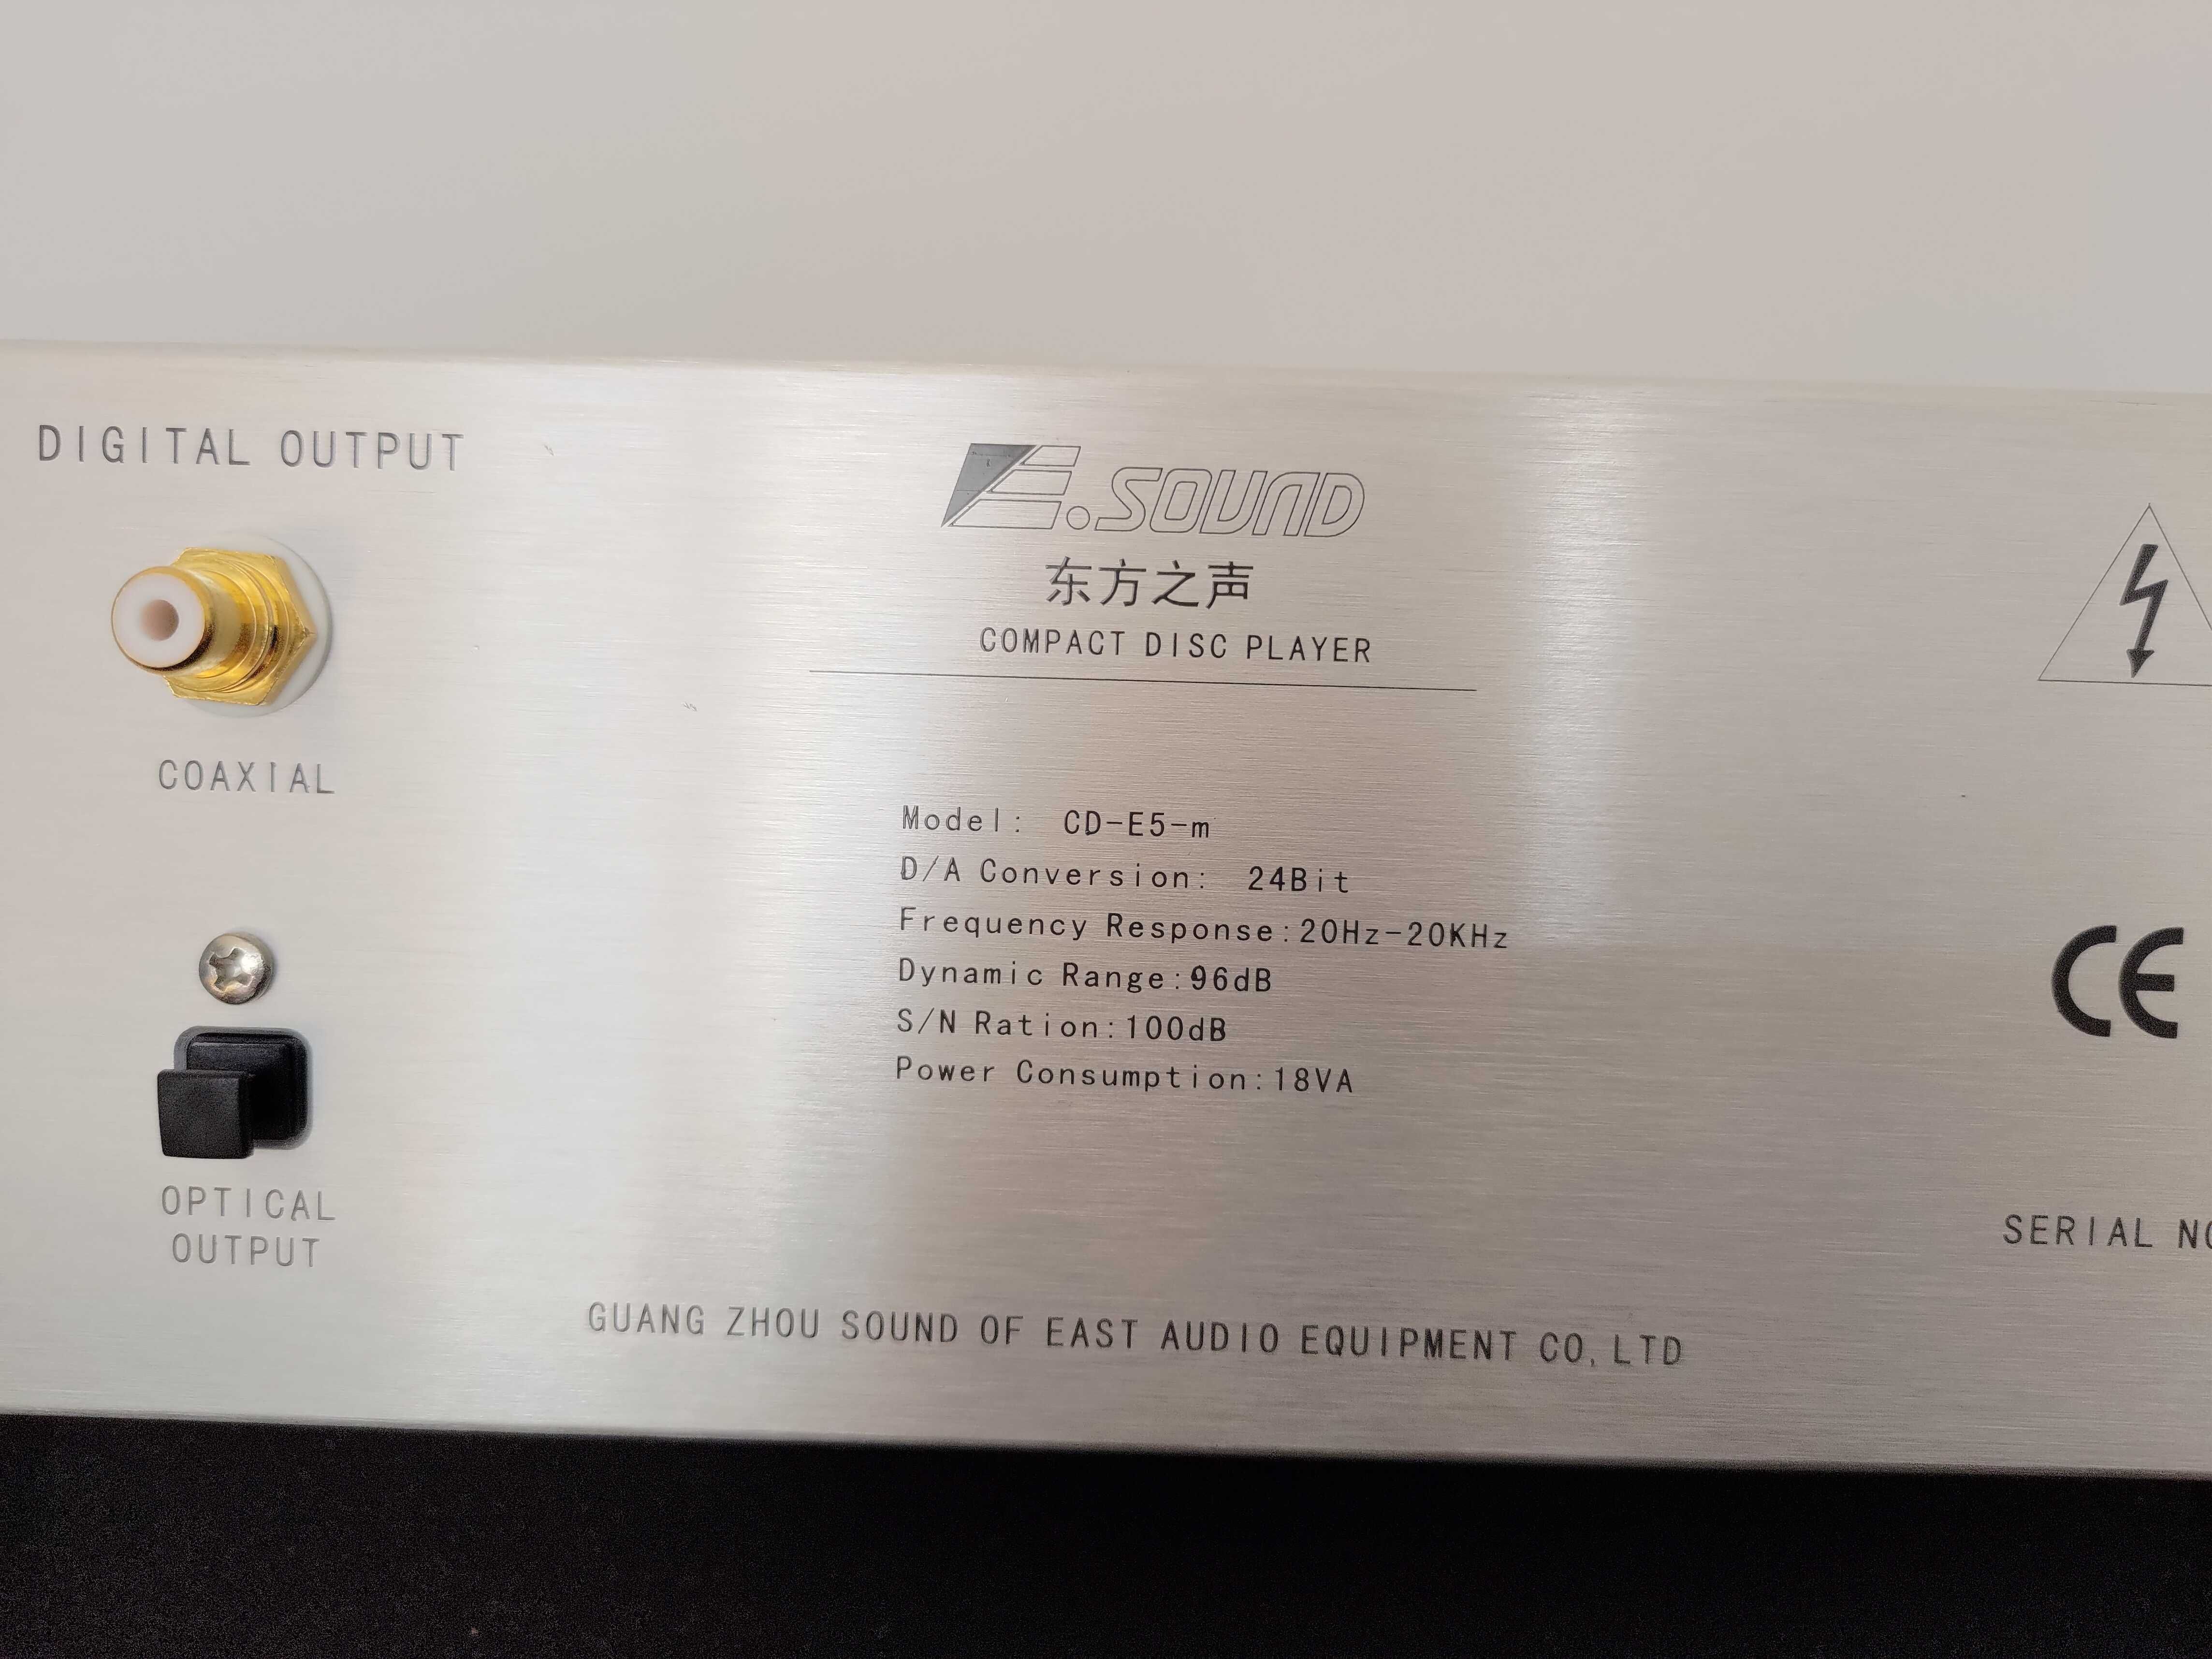 DIGITAL OUTPUT
COAXIAL
OPTICAL
OUTPUT
E.SOUND
东方之声
COMPACT DISC PLAYER
Model: CD-E5-m
D/A Conversion: 24Bit
Frequency Response:20Hz-20KHz
Dynamic Range:96dB
S/N Ration:100dB
Power Consumption:18VA
GUANG ZHOU SOUND OF EAST AUDIO EQUIPMENT CO,LTD
CE
SERIAL NO